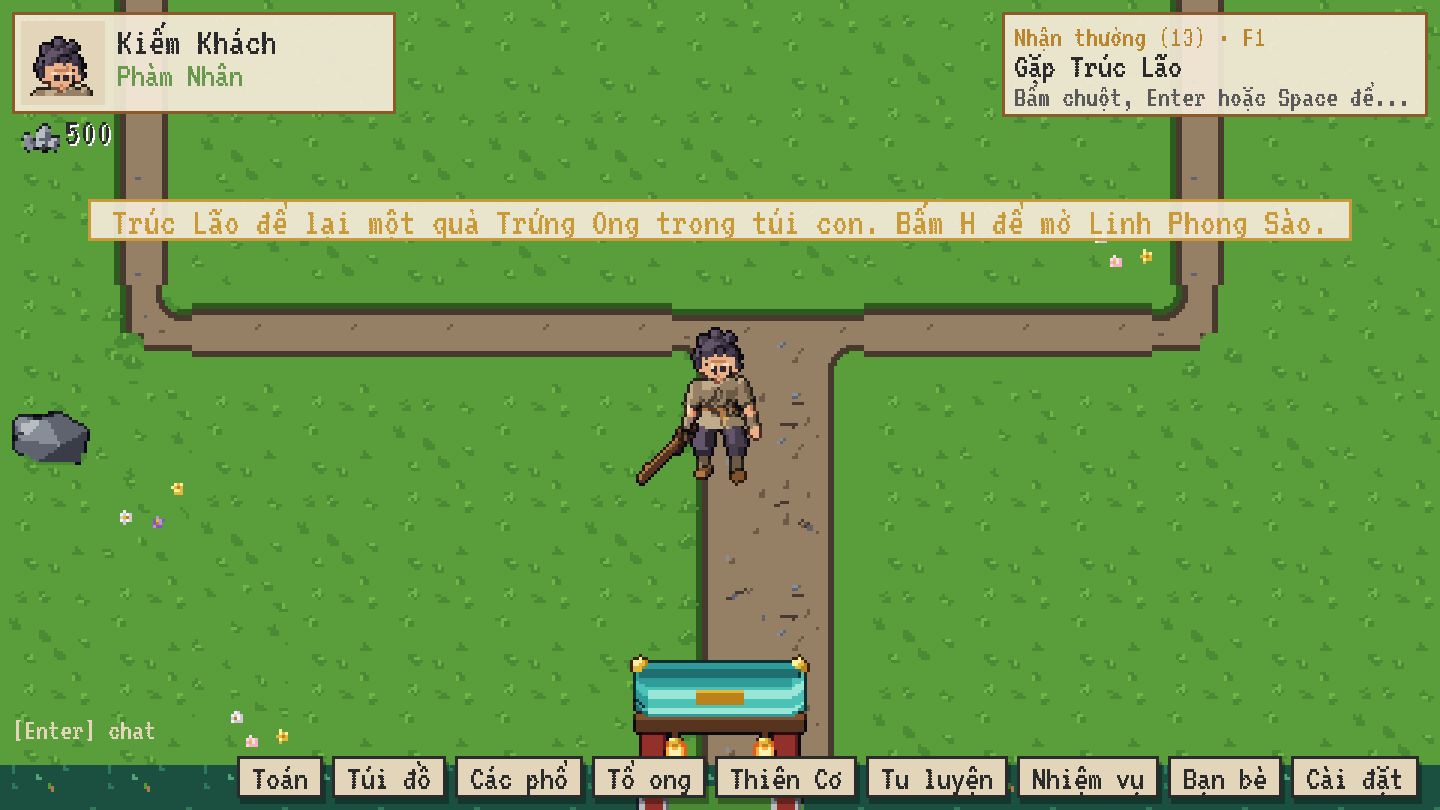 Kiếm Khách
Phàm Nhân
500
Nhận thưởng (13) · F1
Gặp Trúc Lão
Bấm chuột, Enter hoặc Space để...
Trúc Lão để lại một quả Trứng Ong trong túi con. Bấm H để mở Linh Phong Sào.
[Enter] chat
Toán
Túi đồ
Các phố
Tổ ong
Thiên Cơ
Tu luyện
Nhiệm vụ
Bạn bè
Cài đặt